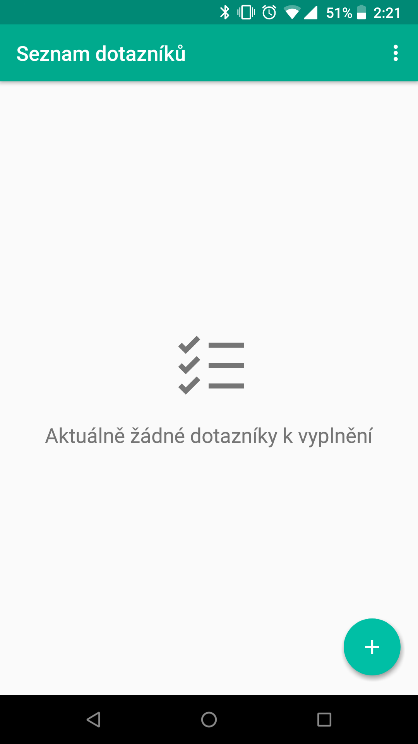 51% 2:21
Seznam dotazníků
Aktuálně žádné dotazníky k vyplnění